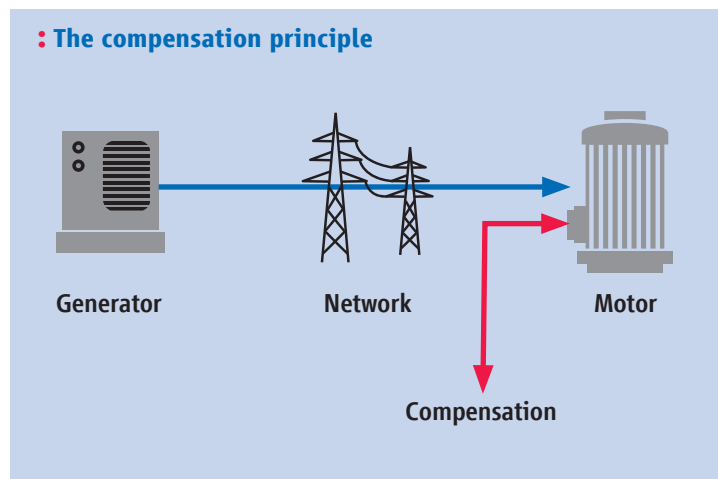 : The compensation principle
Generator
Network
Motor
Compensation